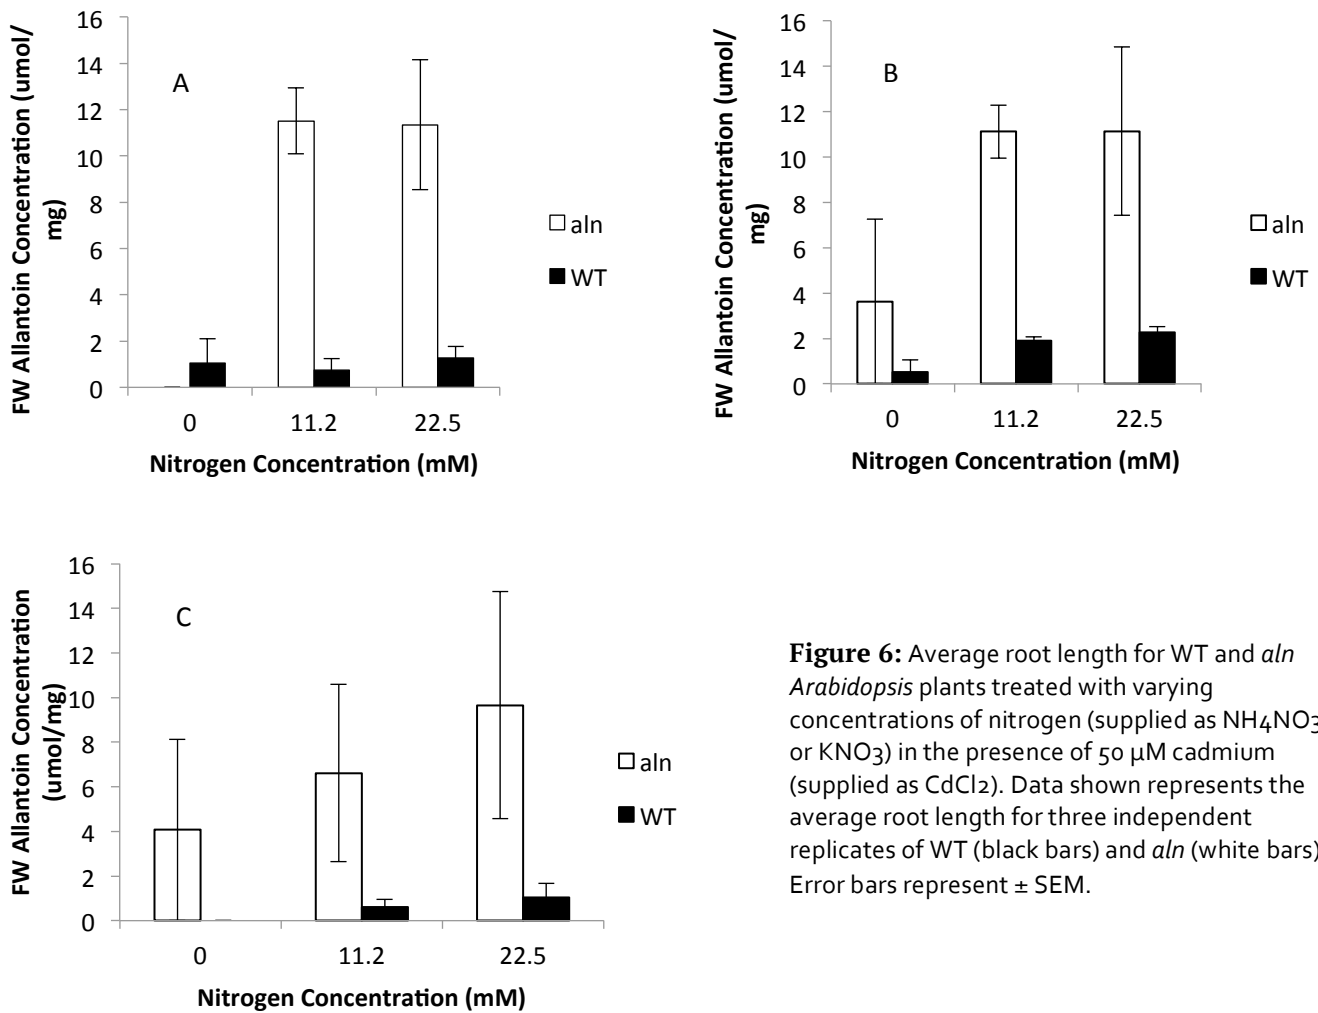 FW Allantoin Concentration (umol/
mg)
16
14
12
10
8
6
4
2
0
A
aln
WT
0 11.2 22.5
Nitrogen Concentration (mM)
FW Allantoin Concentration (umol/
mg)
16
14
12
10
8
6
4
2
0
B
aln
WT
0 11.2 22.5
Nitrogen Concentration (mM)
FW Allantoin Concentration
(umol/mg)
16
14
12
10
8
6
4
2
0
C
aln
WT
0 11.2 22.5
Nitrogen Concentration (mM)
Figure 6: Average root length for WT and aln
Arabidopsis plants treated with varying
concentrations of nitrogen (supplied as NH4NO3
or KNO3) in the presence of 50 µM cadmium
(supplied as CdCl2). Data shown represents the
average root length for three independent
replicates of WT (black bars) and aln (white bars)
Error bars represent ± SEM.